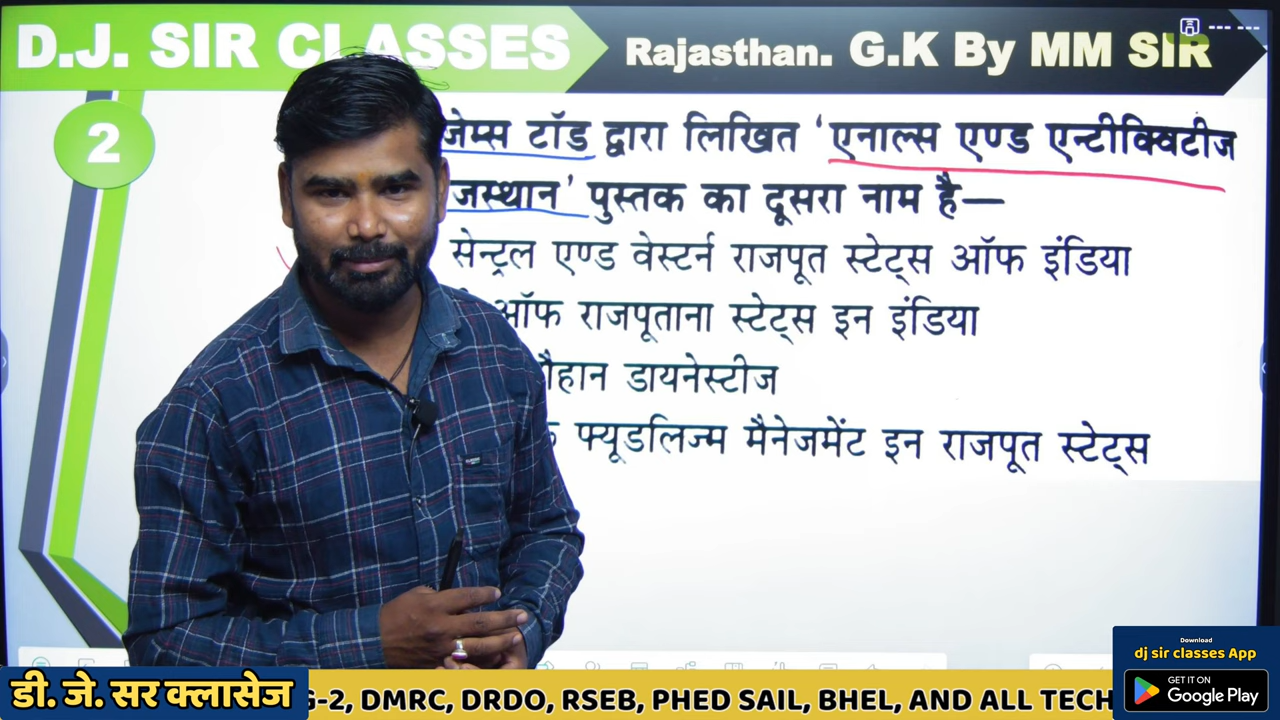 D.J. SIR CLASSES
Rajasthan. G.K By MM SIR
2
जेम्स टॉड द्वारा लिखित 'एनाल्स एण्ड एन्टीक्विटीज
पुस्तक का दूसरा नाम है—
सेन्ट्रल एण्ड वेस्टर्न राजपूत स्टेट्स ऑफ इंडिया
ऑफ राजपूताना स्टेट्स इन इंडिया
डायनेस्टीज
फ्यूडलिज्म मैनेजमेंट इन राजपूत स्टेट्स
डी. जे. सर क्लासेज
G-2, DMRC, DRDO, RSEB, PHED SAIL, BHEL, AND ALL TECH
Download
dj sir classes App
GET IT ON
Google Play